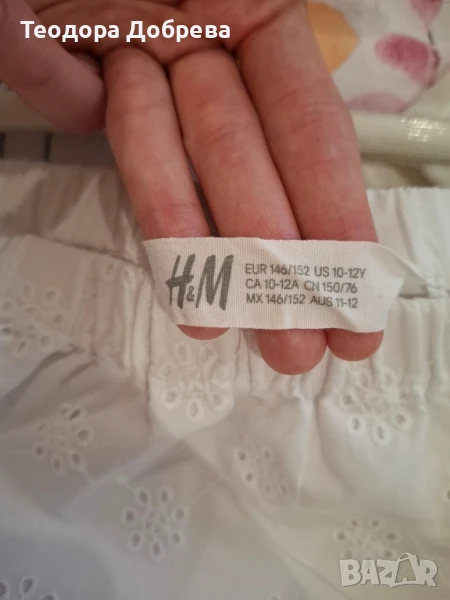 Теодора Добрева
H&M
EUR 146/152 US 10-12Y
CA 10-12A CN 150/76
MX 146/152 AUS 11-12
BAZAR